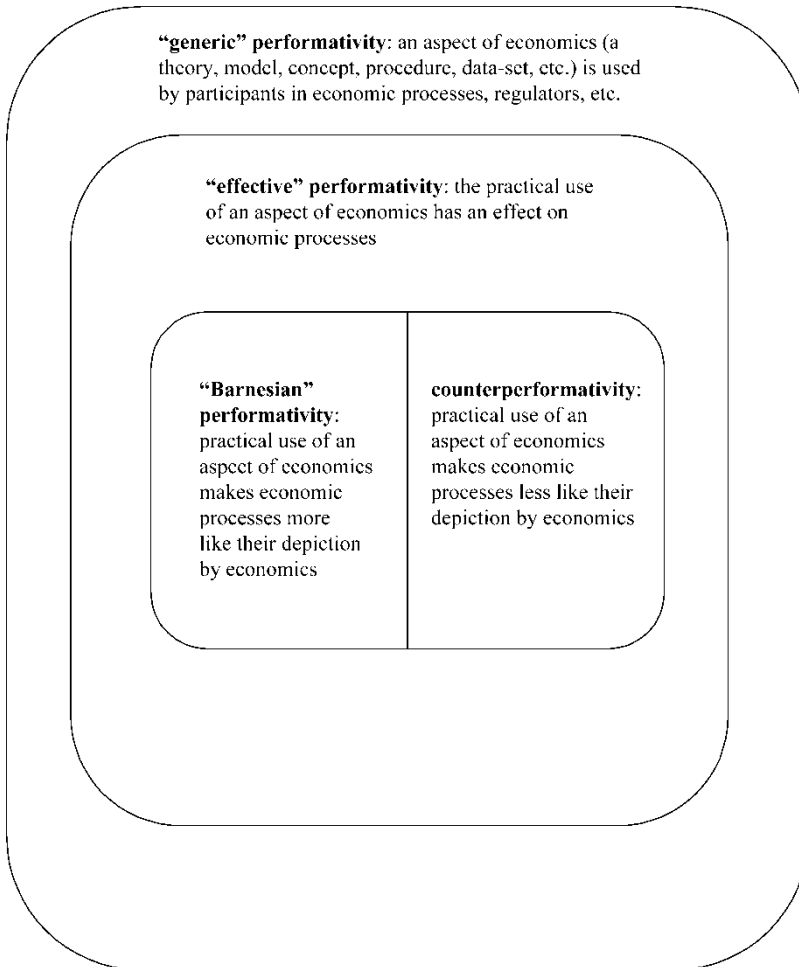 “generic” performativity: an aspect of economics (a
theory, model, concept, procedure, data-set, etc.) is used
by participants in economic processes, regulators, etc.
“effective” performativity: the practical use
of an aspect of economics has an effect on
economic processes
“Barnesian”
performativity:
practical use of an
aspect of economics
makes economic
processes more
like their depiction
by economics
counterperformativity:
practical use of an
aspect of economics
makes economic
processes less like their
depiction by economics